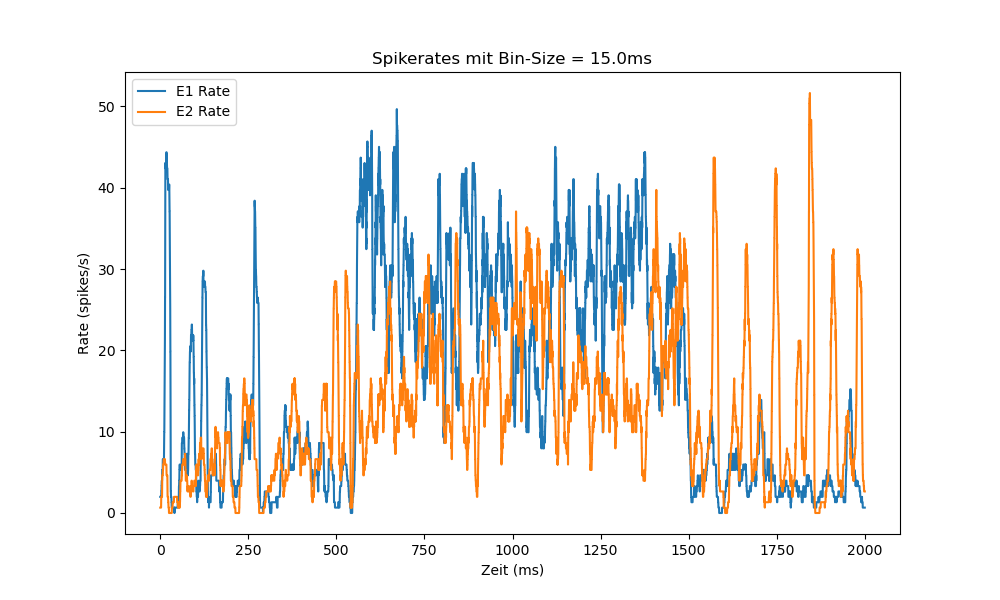 Spikerates mit Bin-Size = 15.0ms
E1 Rate
E2 Rate
Rate (spikes/s)
50
40
30
20
10
0
0 250 500 750 1000 1250 1500 1750 2000
Zeit (ms)